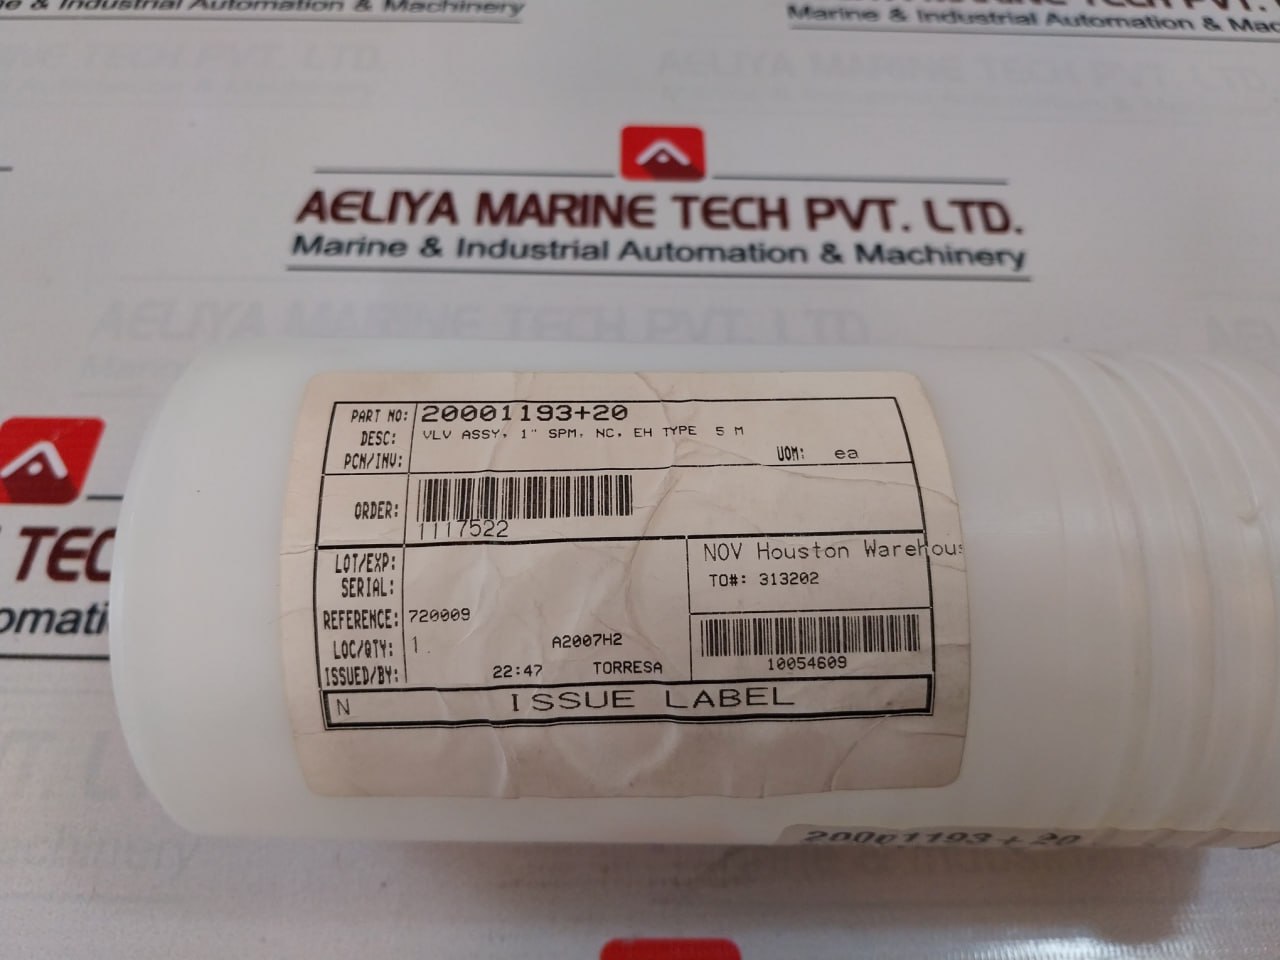 e & Industrial Automation & Machinery
Marine & Industrial Automation & Mac
AELIYA MARINE TECH PVT. LTD.
Marine & Industrial Automation & Machinery
TEC
omati
PART NO: 20001193+20
DESC: VLV ASSY, 1" SPM, NC, EH TYPE 5 M
PCN/INV: UOM: ea
ORDER: 1117522
LOT/EXP: NOV Houston Warehous
SERIAL: TO#: 313202
REFERENCE: 720009
LOC/QTY: 1. A2007H2
ISSUED/BY: 22:47 TORRESA 10054609
N ISSUE LABEL
20001193+20